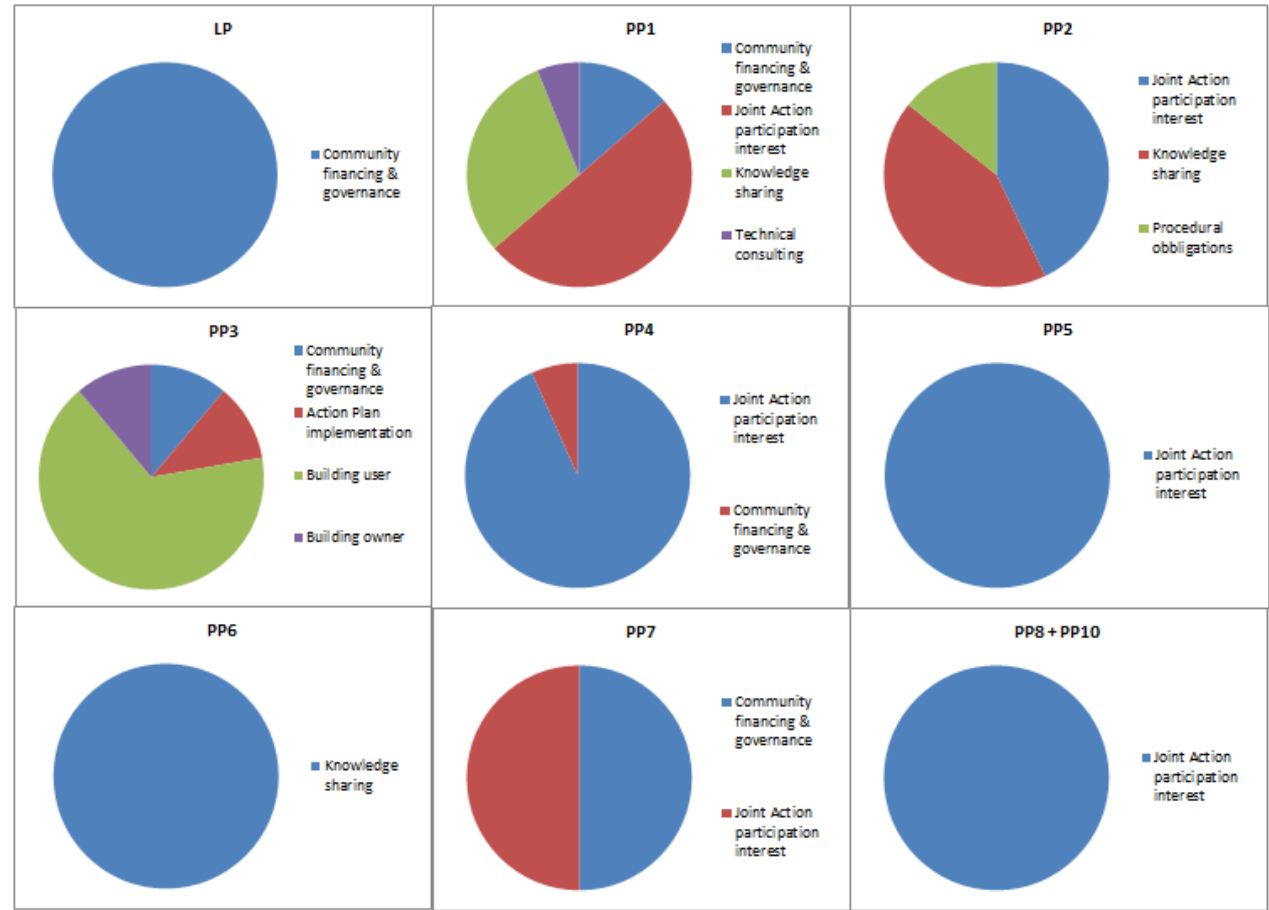 LP
Community
financing &
governance
PP1
Community
financing &
governance
Joint Action
participation
interest
Knowledge
sharing
Technical
consulting
PP2
Joint Action
participation
interest
Knowledge
sharing
Procedural
obbligations
PP3
Community
financing &
governance
Action Plan
implementation
Building user
Building owner
PP4
Joint Action
participation
interest
Community
financing &
governance
PP5
Joint Action
participation
interest
PP6
Knowledge
sharing
PP7
Community
financing &
governance
Joint Action
participation
interest
PP8 + PP10
Joint Action
participation
interest